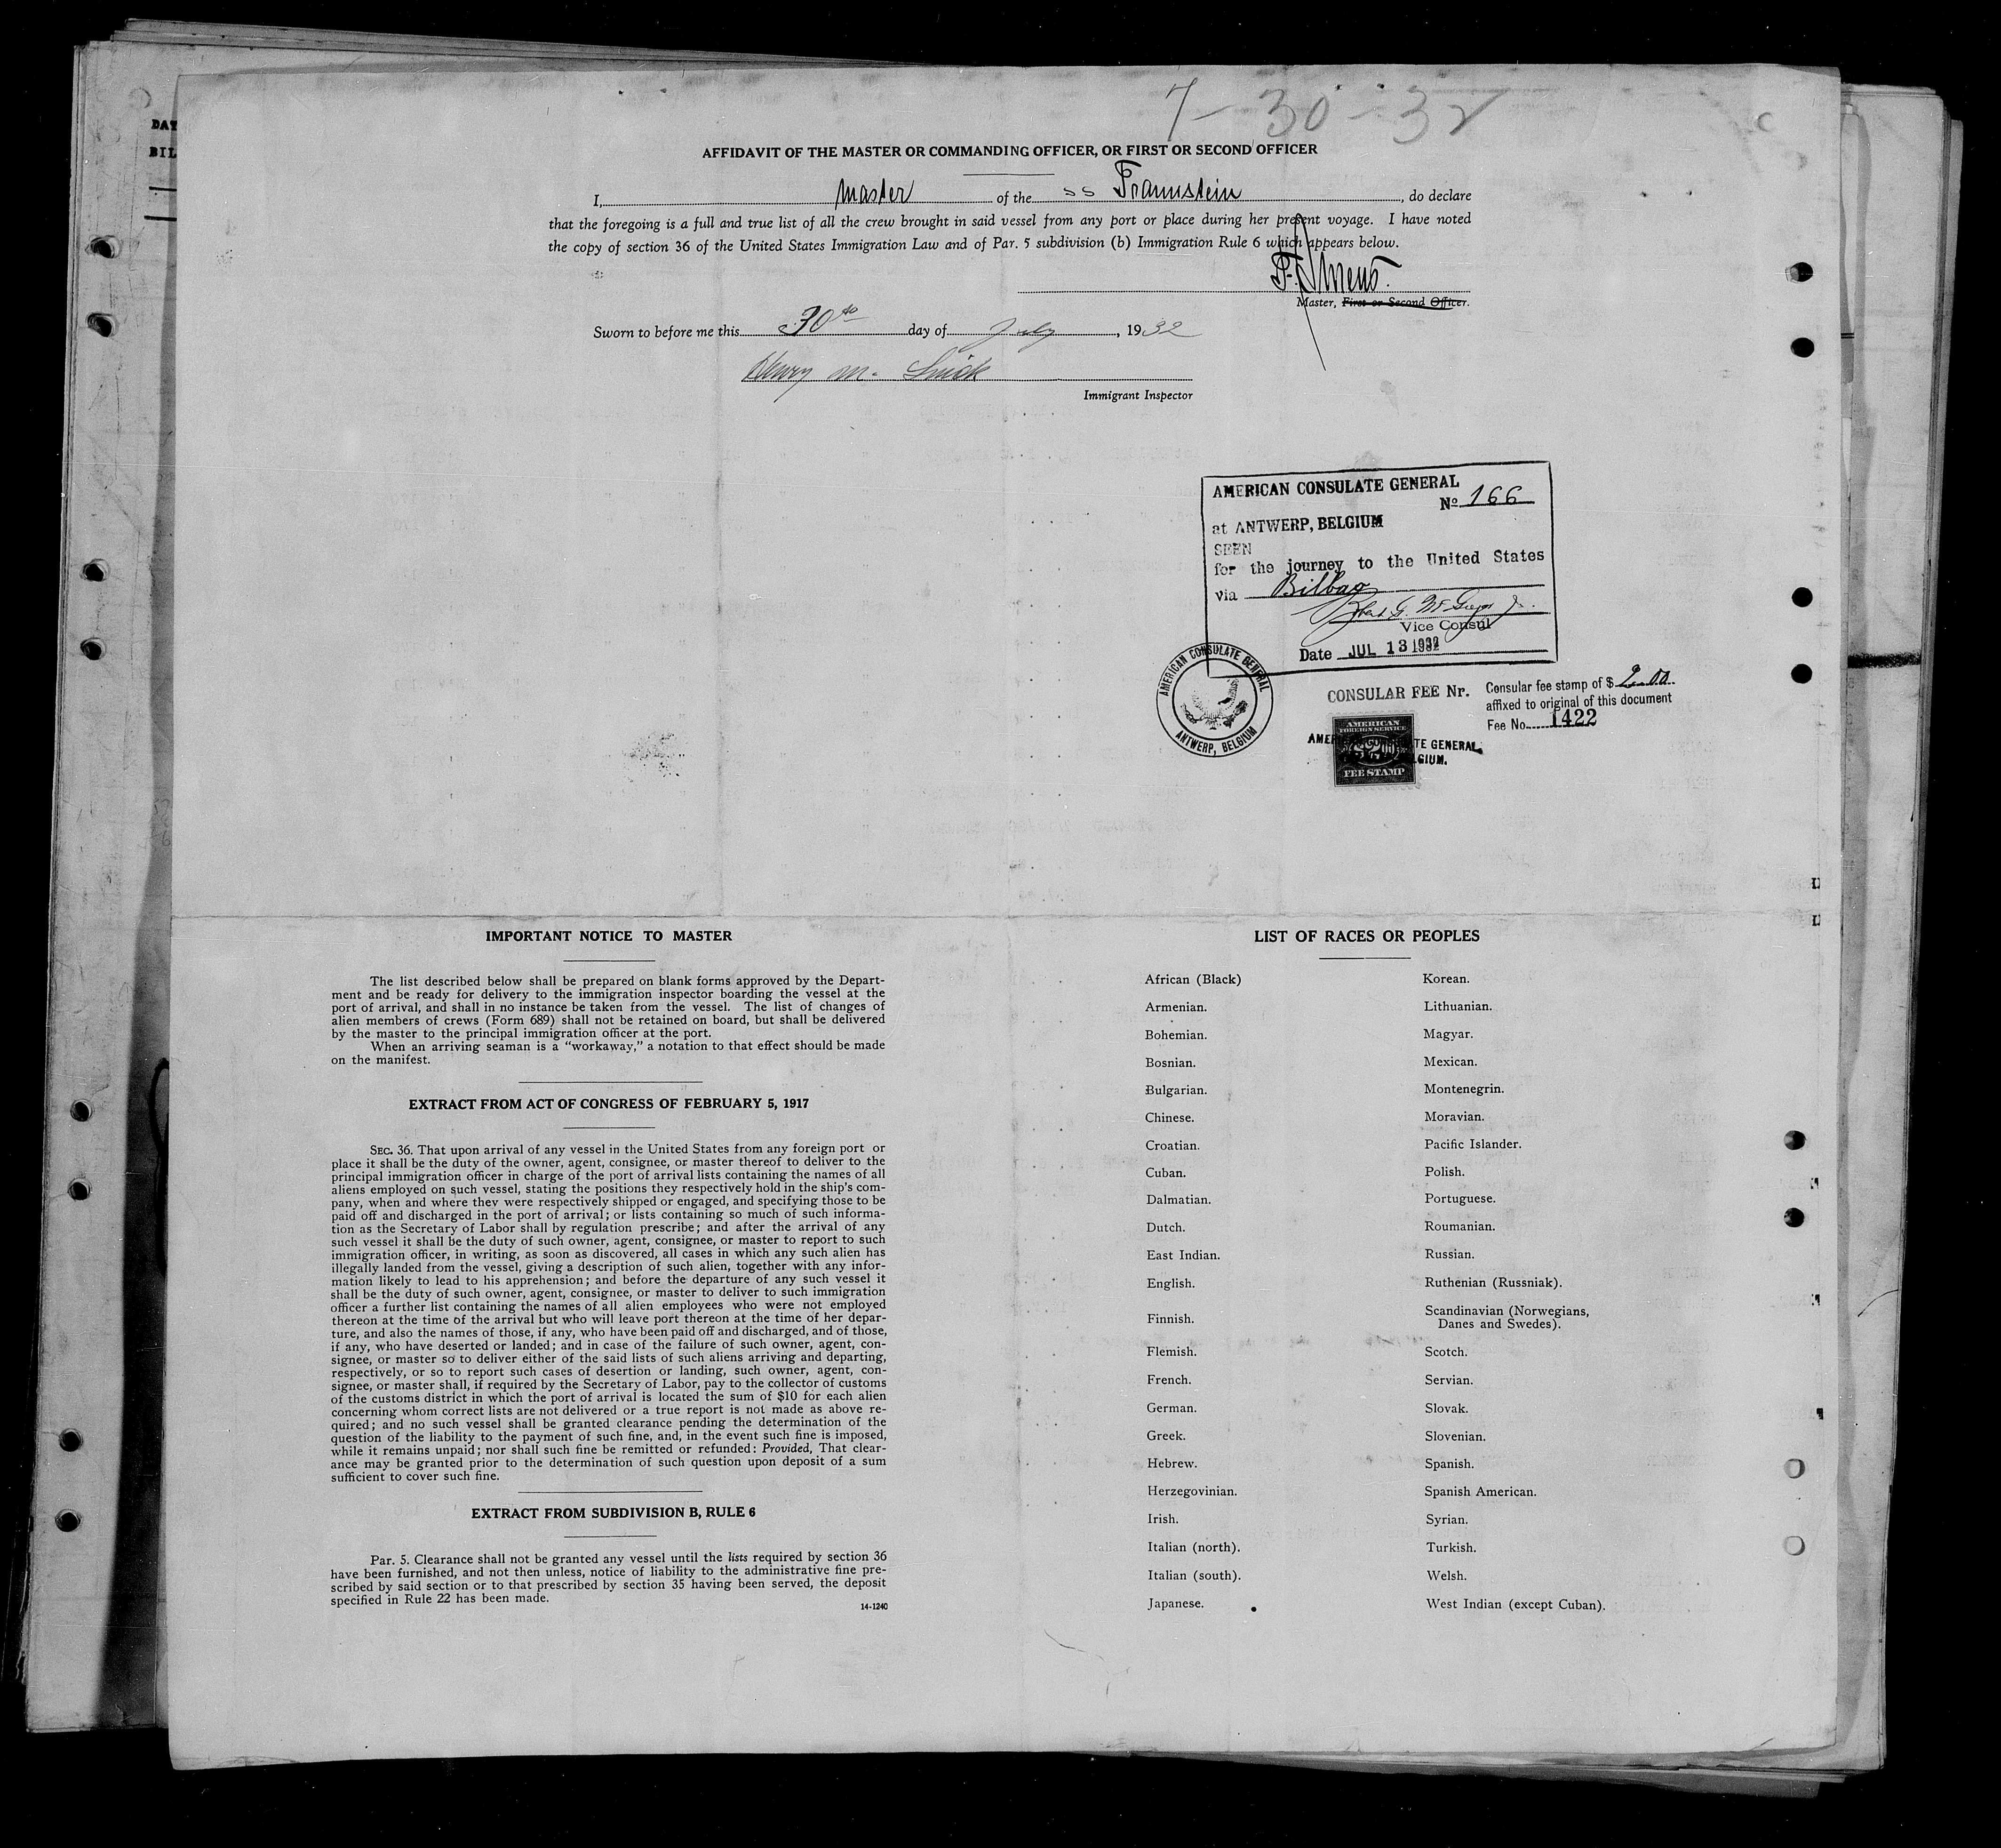 7-30-32
AFFIDAVIT OF THE MASTER OR COMMANDING OFFICER, OR FIRST OR SECOND OFFICER
I, master of the SS Traunstein, do declare
that the foregoing is a full and true list of all the crew brought in said vessel from any port or place during her present voyage. I have noted
the copy of section 36 of the United States Immigration Law and of Par. 5 subdivision (b) Immigration Rule 6 which appears below.
Master, First or Second Officer.
Sworn to before me this 30th day of July, 1932
Henry M.
Immigrant Inspector
AMERICAN CONSULATE GENERAL
No 166
at ANTWERP, BELGIUM
SEEN
for the journey to the United States
via Bilbao
Vice Consul
Date JUL 13 1932
AMERICAN CONSULATE GENERAL
ANTWERP, BELGIUM
CONSULAR FEE Nr.
Consular fee stamp of $ 2.00
affixed to original of this document
Fee No. 1422
AMERICAN
FOREIGN SERVICE
FEE STAMP
TE GENERAL,
LGIUM.
DAT
BIL
IMPORTANT NOTICE TO MASTER
The list described below shall be prepared on blank forms approved by the Depart-
ment and be ready for delivery to the immigration inspector boarding the vessel at the
port of arrival, and shall in no instance be taken from the vessel. The list of changes of
alien members of crews (Form 689) shall not be retained on board, but shall be delivered
by the master to the principal immigration officer at the port.
When an arriving seaman is a "workaway," a notation to that effect should be made
on the manifest.
EXTRACT FROM ACT OF CONGRESS OF FEBRUARY 5, 1917
SEC. 36. That upon arrival of any vessel in the United States from any foreign port or
place it shall be the duty of the owner, agent, consignee, or master thereof to deliver to the
principal immigration officer in charge of the port of arrival lists containing the names of all
aliens employed on such vessel, stating the positions they respectively hold in the ship's com-
pany, when and where they were respectively shipped or engaged, and specifying those to be
paid off and discharged in the port of arrival; or lists containing so much of such informa-
tion as the Secretary of Labor shall by regulation prescribe; and after the arrival of any
such vessel it shall be the duty of such owner, agent, consignee, or master to report to such
immigration officer, in writing, as soon as discovered, all cases in which any such alien has
illegally landed from the vessel, giving a description of such alien, together with any infor-
mation likely to lead to his apprehension; and before the departure of any such vessel it
shall be the duty of such owner, agent, consignee, or master to deliver to such immigration
officer a further list containing the names of all alien employees who were not employed
thereon at the time of the arrival but who will leave port thereon at the time of her depar-
ture, and also the names of those, if any, who have been paid off and discharged, and of those,
if any, who have deserted or landed; and in case of the failure of such owner, agent, con-
signee, or master so to deliver either of the said lists of such aliens arriving and departing,
respectively, or so to report such cases of desertion or landing, such owner, agent, con-
signee, or master shall, if required by the Secretary of Labor, pay to the collector of customs
of the customs district in which the port of arrival is located the sum of $10 for each alien
concerning whom correct lists are not delivered or a true report is not made as above re-
quired; and no such vessel shall be granted clearance pending the determination of the
question of the liability to the payment of such fine, and, in the event such fine is imposed,
while it remains unpaid; nor shall such fine be remitted or refunded: Provided, That clear-
ance may be granted prior to the determination of such question upon deposit of a sum
sufficient to cover such fine.
EXTRACT FROM SUBDIVISION B, RULE 6
Par. 5. Clearance shall not be granted any vessel until the lists required by section 36
have been furnished, and not then unless, notice of liability to the administrative fine pre-
scribed by said section or to that prescribed by section 35 having been served, the deposit
specified in Rule 22 has been made.
14-1240
LIST OF RACES OR PEOPLES
African (Black)
Armenian.
Bohemian.
Bosnian.
Bulgarian.
Chinese.
Croatian.
Cuban.
Dalmatian.
Dutch.
East Indian.
English.
Finnish.
Flemish.
French.
German.
Greek.
Hebrew.
Herzegovinian.
Irish.
Italian (north).
Italian (south).
Japanese.
Korean.
Lithuanian.
Magyar.
Mexican.
Montenegrin.
Moravian.
Pacific Islander.
Polish.
Portuguese.
Roumanian.
Russian.
Ruthenian (Russniak).
Scandinavian (Norwegians,
Danes and Swedes).
Scotch.
Servian.
Slovak.
Slovenian.
Spanish.
Spanish American.
Syrian.
Turkish.
Welsh.
West Indian (except Cuban).